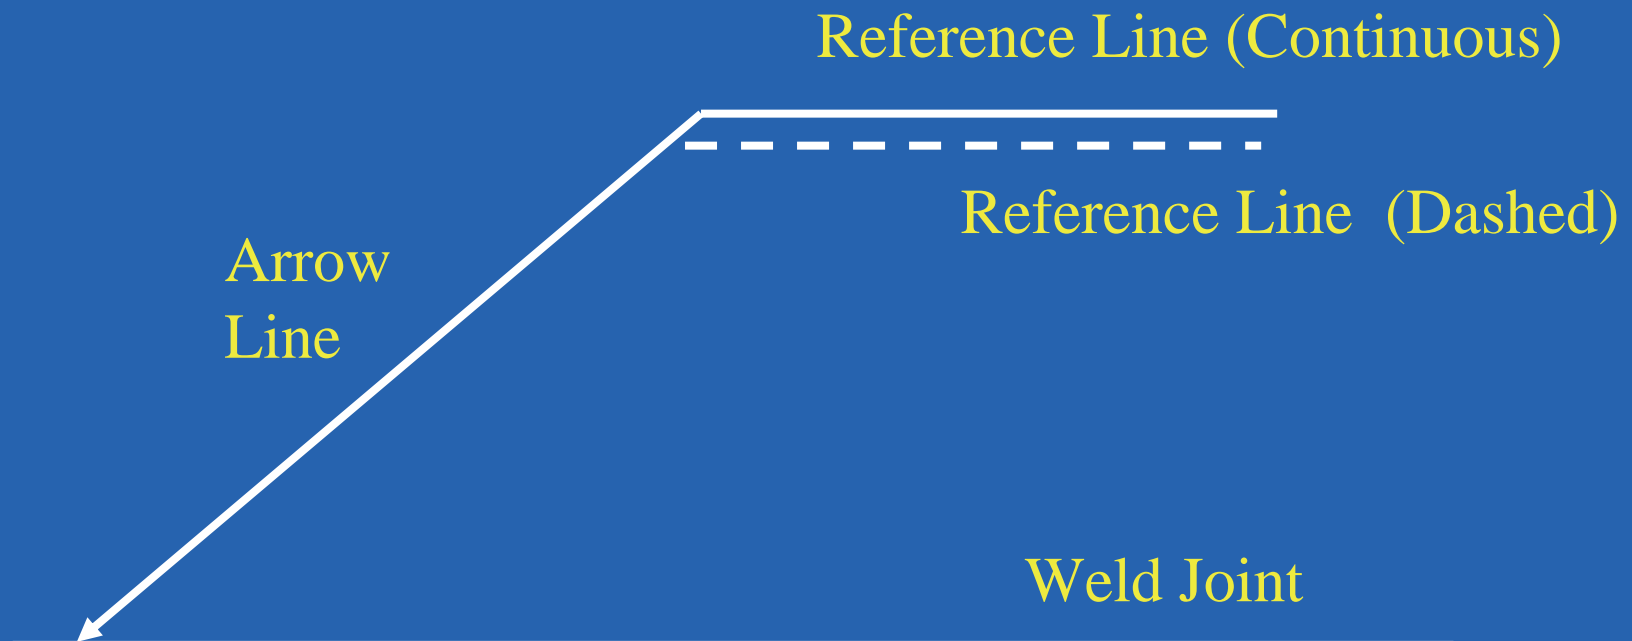 Reference Line (Continuous)
Reference Line (Dashed)
Arrow
Line
Weld Joint